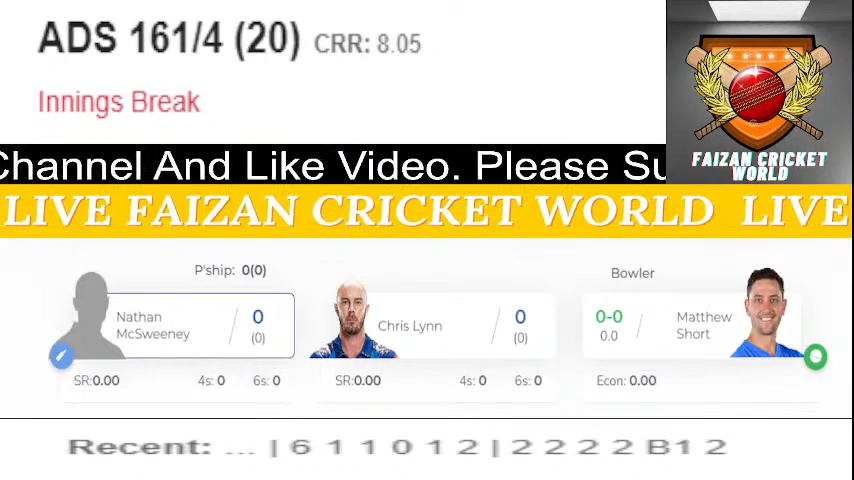 ADS 161/4 (20) CRR: 8.05
Innings Break
FAIZAN CRICKET
WORLD
Channel And Like Video. Please Su
LIVE FAIZAN CRICKET WORLD LIVE
P'ship: 0(0)
Bowler
Nathan McSweeney 0 (0)
Chris Lynn 0 (0)
0-0 0.0 Matthew Short
SR:0.00 4s: 0 6s: 0
SR:0.00 4s: 0 6s: 0
Econ: 0.00
Recent: ... | 6 1 1 0 1 2 | 2 2 2 2 B1 2